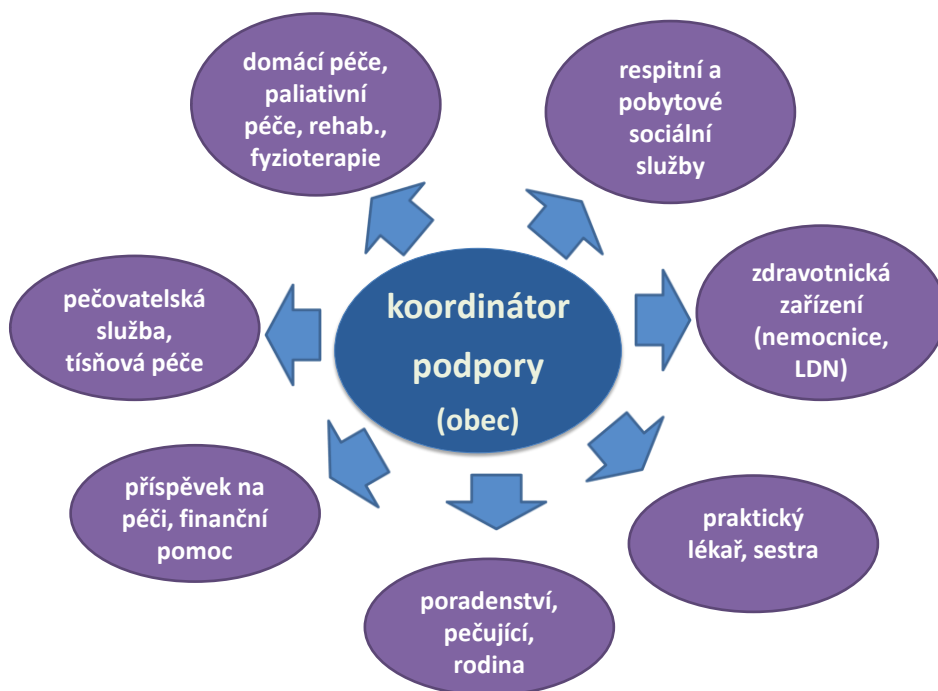 domácí péče,
paliativní
péče, rehab.,
fyzioterapie
respitní a
pobytové
sociální
služby
pečovatelská
služba,
tísňová péče
koordinátor
podpory
(obec)
zdravotnická
zařízení
(nemocnice,
LDN)
příspěvek na
péči, finanční
pomoc
praktický
lékař, sestra
poradenství,
pečující,
rodina